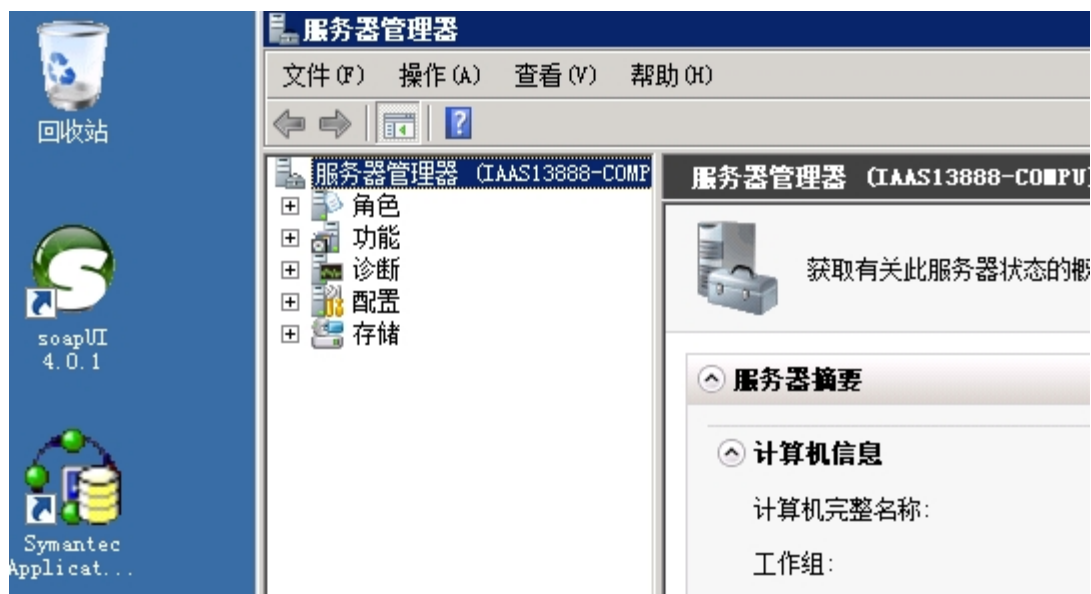 回收站
soapUI
4.0.1
Symantec
Applicat...
服务器管理器
文件(F) 操作(A) 查看(V) 帮助(H)
服务器管理器 (IAAS13888-COMP
角色
功能
诊断
配置
存储
服务器管理器 (IAAS13888-COMPU
获取有关此服务器状态的概
服务器摘要
计算机信息
计算机完整名称:
工作组: